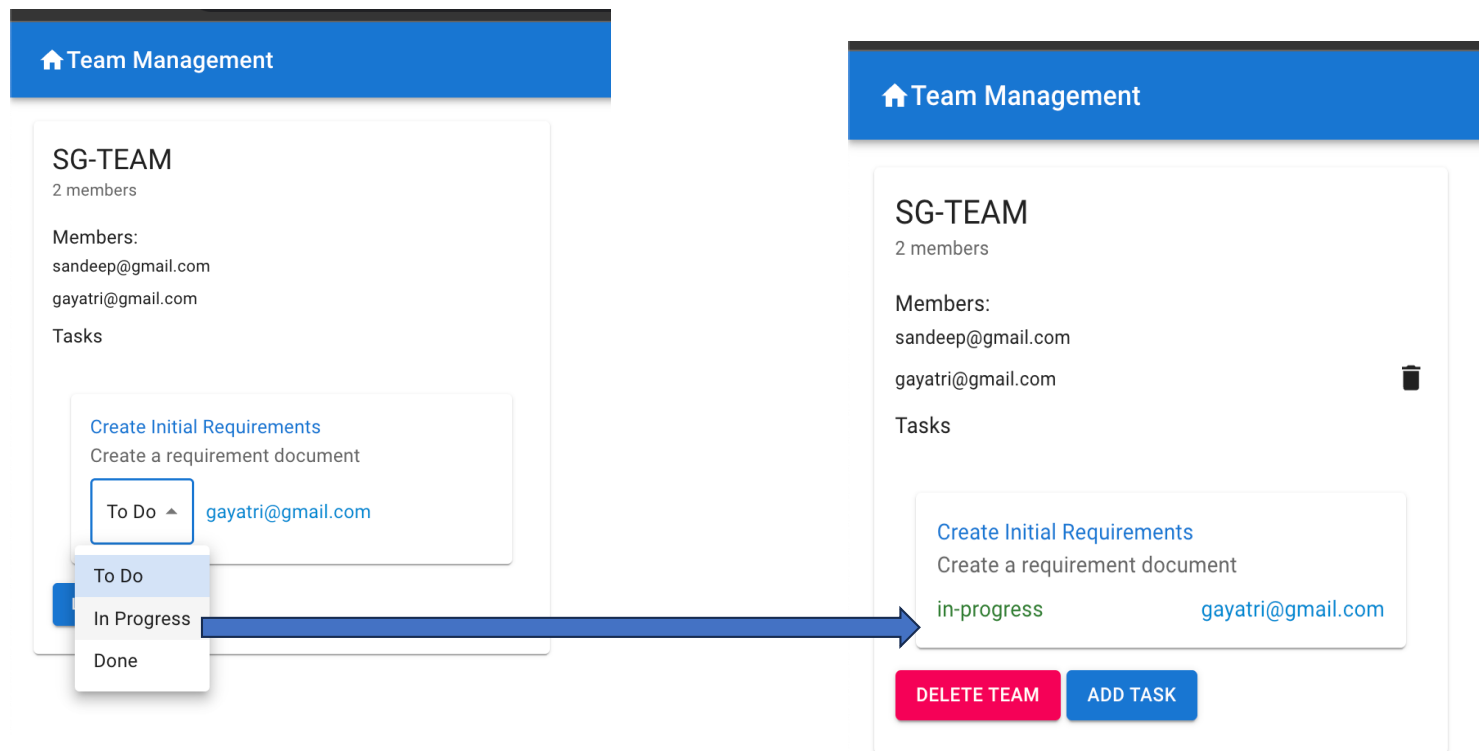 Team Management
SG-TEAM
2 members
Members:
sandeep@gmail.com
gayatri@gmail.com
Tasks
Create Initial Requirements
Create a requirement document
To Do gayatri@gmail.com
To Do
In Progress
Done
Team Management
SG-TEAM
2 members
Members:
sandeep@gmail.com
gayatri@gmail.com
Tasks
Create Initial Requirements
Create a requirement document
in-progress gayatri@gmail.com
DELETE TEAM ADD TASK